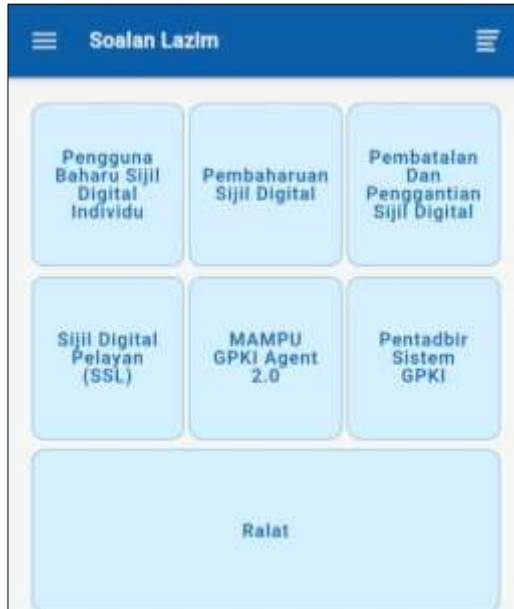 Soalan Lazim
Pengguna
Baharu Sijil
Digital
Individu
Pembaharuan
Sijil Digital
Pembatalan
Dan
Penggantian
Sijil Digital
Sijil Digital
Pelayan
(SSL)
MAMPU
GPKI Agent
2.0
Pentadbir
Sistem
GPKI
Ralat